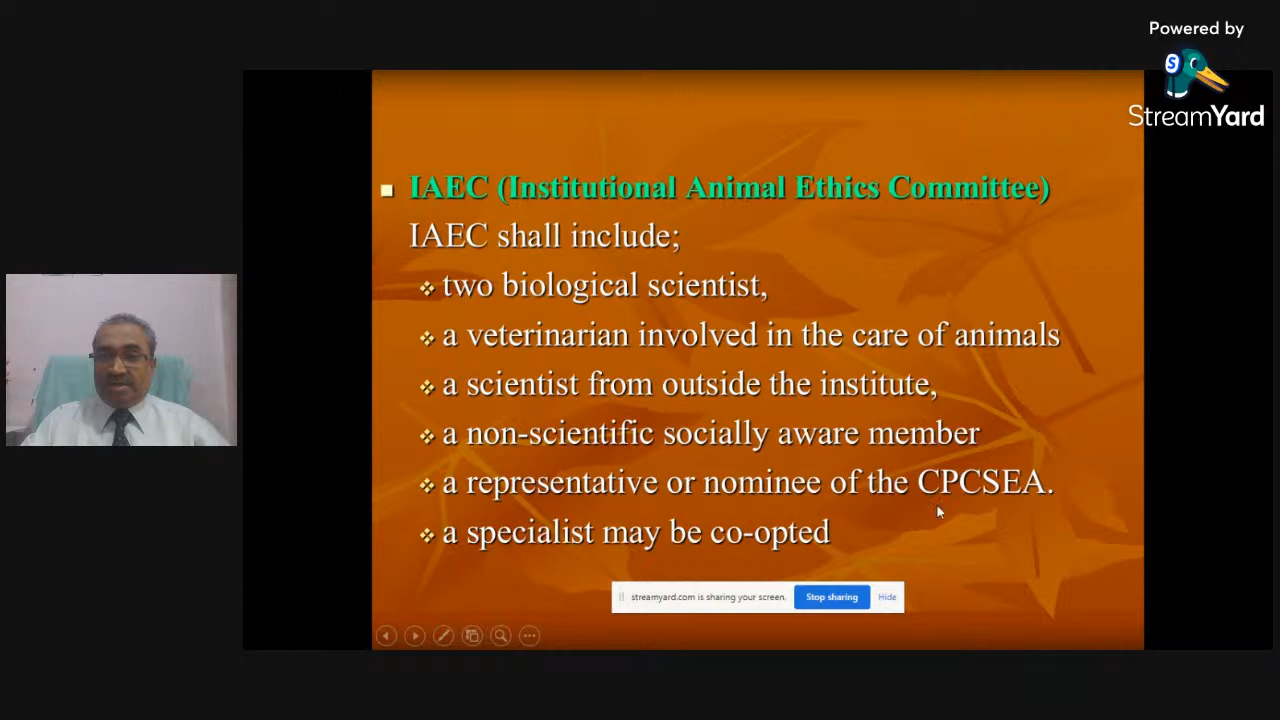 Powered by
StreamYard
IAEC (Institutional Animal Ethics Committee)
IAEC shall include;
two biological scientist,
a veterinarian involved in the care of animals
a scientist from outside the institute,
a non-scientific socially aware member
a representative or nominee of the CPCSEA.
a specialist may be co-opted
streamyard.com is sharing your screen. Stop sharing Hide